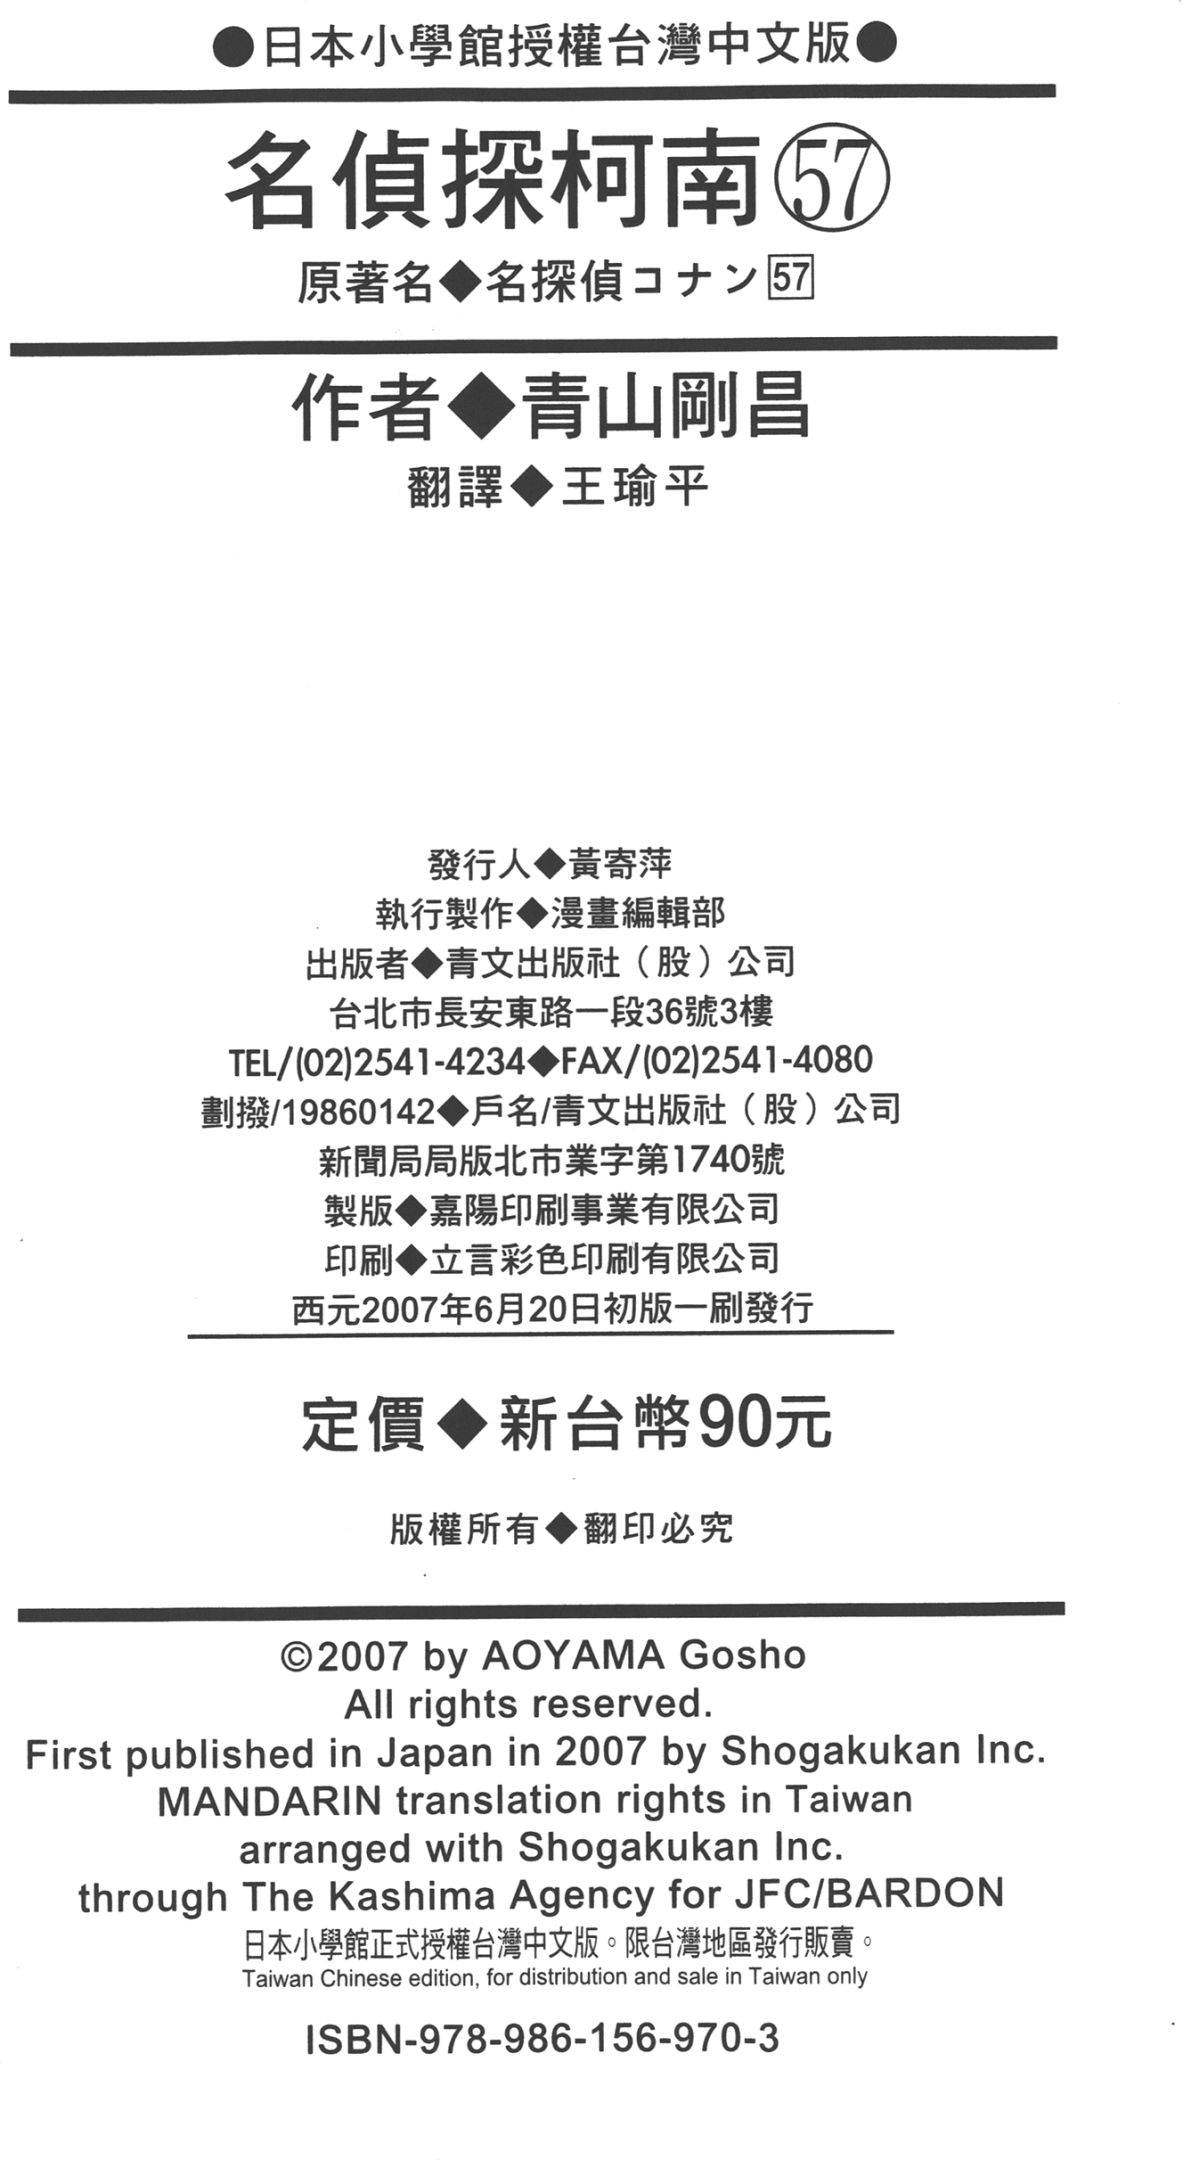 ●日本小學館授權台灣中文版●
名偵探柯南57
原著名◆名探偵コナン57
作者◆青山剛昌
翻譯◆王瑜平
發行人◆黃寄萍
執行製作◆漫畫編輯部
出版者◆青文出版社（股）公司
台北市長安東路一段36號3樓
TEL/(02)2541-4234◆FAX/(02)2541-4080
劃撥/19860142◆戶名/青文出版社（股）公司
新聞局局版北市業字第1740號
製版◆嘉陽印刷事業有限公司
印刷◆立言彩色印刷有限公司
西元2007年6月20日初版一刷發行
定價◆新台幣90元
版權所有◆翻印必究
©2007 by AOYAMA Gosho
All rights reserved.
First published in Japan in 2007 by Shogakukan Inc.
MANDARIN translation rights in Taiwan
arranged with Shogakukan Inc.
through The Kashima Agency for JFC/BARDON
日本小學館正式授權台灣中文版。限台灣地區發行販賣。
Taiwan Chinese edition, for distribution and sale in Taiwan only
ISBN-978-986-156-970-3